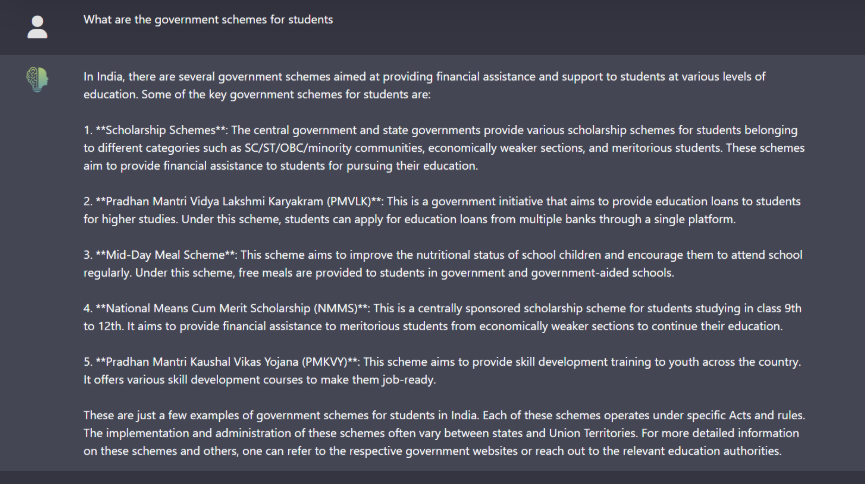 What are the government schemes for students
In India, there are several government schemes aimed at providing financial assistance and support to students at various levels of
education. Some of the key government schemes for students are:
1. **Scholarship Schemes**: The central government and state governments provide various scholarship schemes for students belonging
to different categories such as SC/ST/OBC/minority communities, economically weaker sections, and meritorious students. These schemes
aim to provide financial assistance to students for pursuing their education.
2. **Pradhan Mantri Vidya Lakshmi Karyakram (PMVLK)**: This is a government initiative that aims to provide education loans to students
for higher studies. Under this scheme, students can apply for education loans from multiple banks through a single platform.
3. **Mid-Day Meal Scheme**: This scheme aims to improve the nutritional status of school children and encourage them to attend school
regularly. Under this scheme, free meals are provided to students in government and government-aided schools.
4. **National Means Cum Merit Scholarship (NMMS)**: This is a centrally sponsored scholarship scheme for students studying in class 9th
to 12th. It aims to provide financial assistance to meritorious students from economically weaker sections to continue their education.
5. **Pradhan Mantri Kaushal Vikas Yojana (PMKVY)**: This scheme aims to provide skill development training to youth across the country.
It offers various skill development courses to make them job-ready.
These are just a few examples of government schemes for students in India. Each of these schemes operates under specific Acts and rules.
The implementation and administration of these schemes often vary between states and Union Territories. For more detailed information
on these schemes and others, one can refer to the respective government websites or reach out to the relevant education authorities.